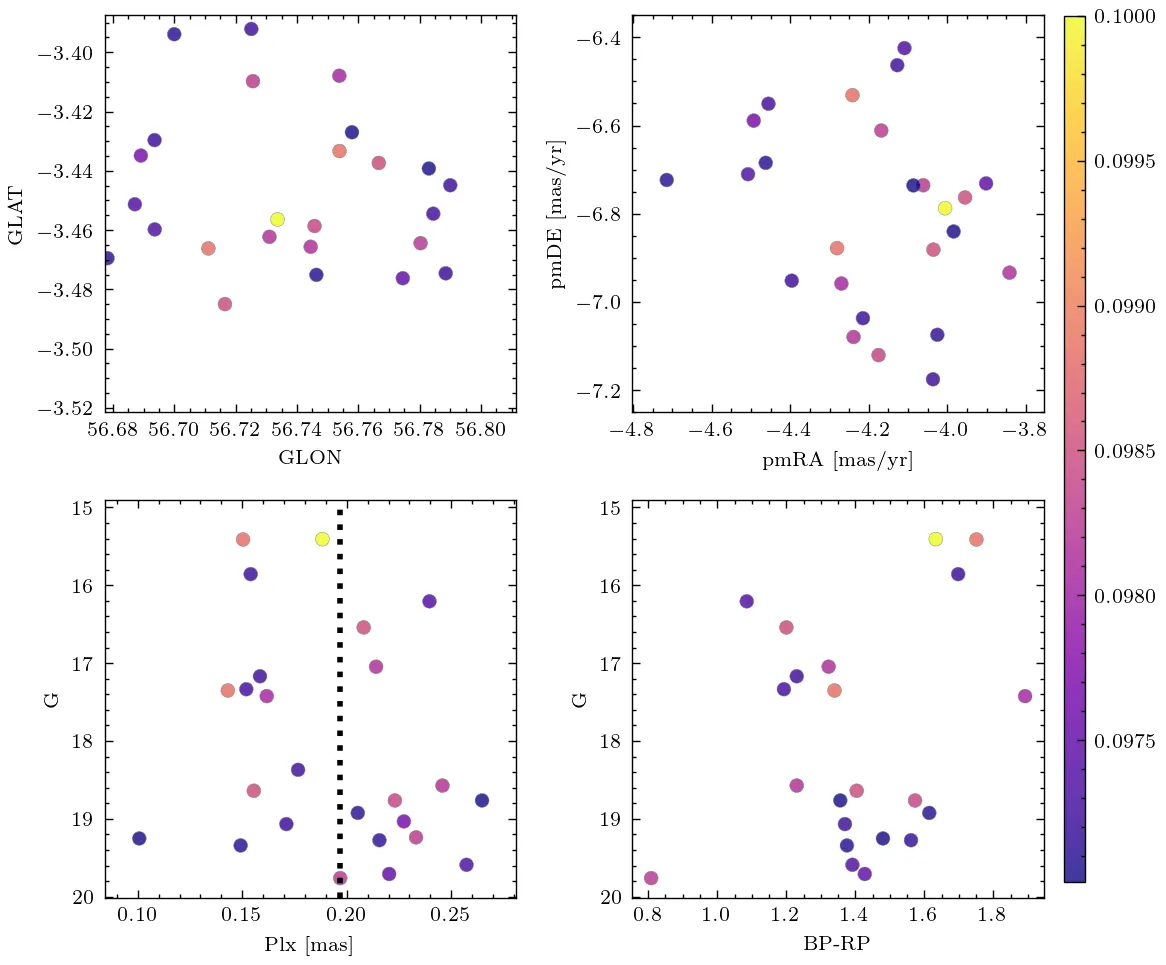 −3.40
−3.42
−3.44
−3.46
−3.48
−3.50
−3.52
GLAT
56.68 56.70 56.72 56.74 56.76 56.78 56.80
GLON
−6.4
−6.6
−6.8
−7.0
−7.2
pmDE [mas/yr]
−4.8 −4.6 −4.4 −4.2 −4.0 −3.8
pmRA [mas/yr]
0.1000
0.0995
0.0990
0.0985
0.0980
0.0975
15
16
17
18
19
20
G
0.10 0.15 0.20 0.25
Plx [mas]
15
16
17
18
19
20
G
0.8 1.0 1.2 1.4 1.6 1.8
BP-RP